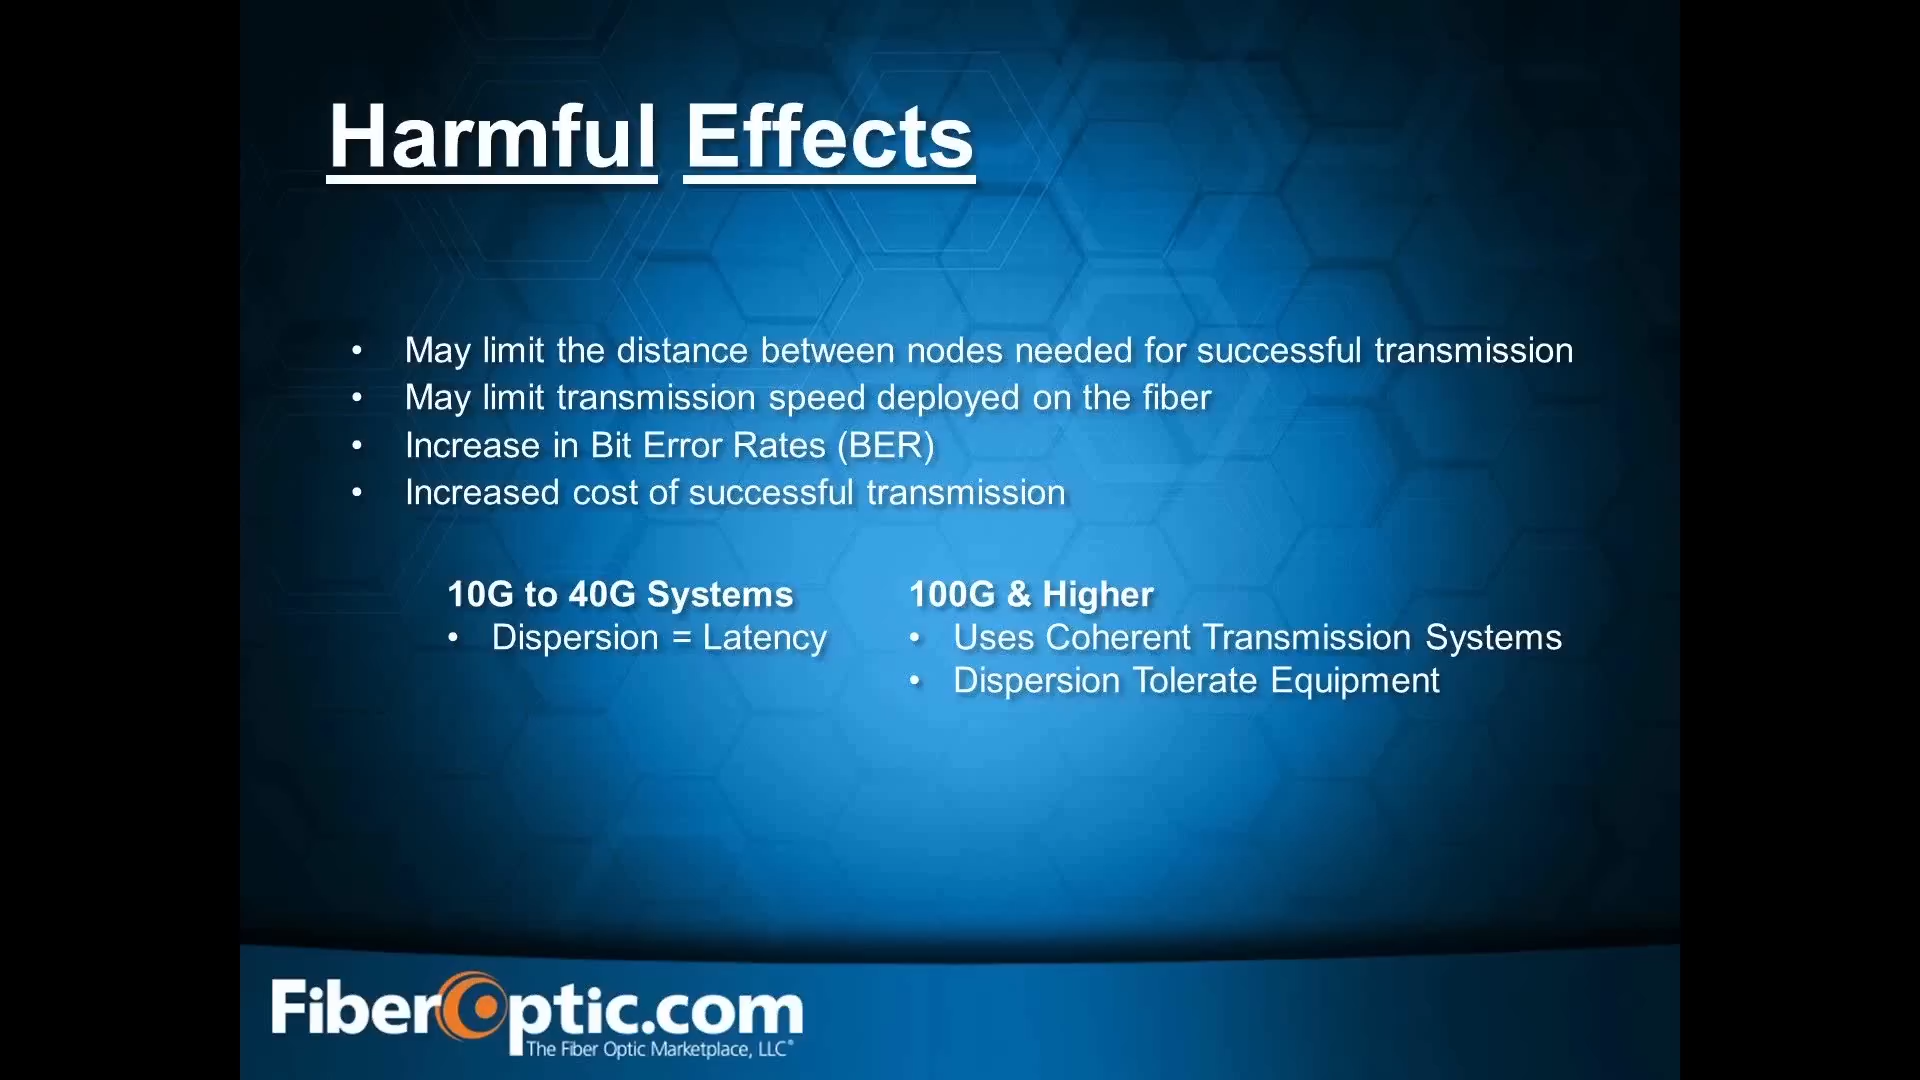 Harmful Effects
• May limit the distance between nodes needed for successful transmission
• May limit transmission speed deployed on the fiber
• Increase in Bit Error Rates (BER)
• Increased cost of successful transmission
10G to 40G Systems
• Dispersion = Latency
100G & Higher
• Uses Coherent Transmission Systems
• Dispersion Tolerate Equipment
FiberOptic.com
The Fiber Optic Marketplace, LLC®